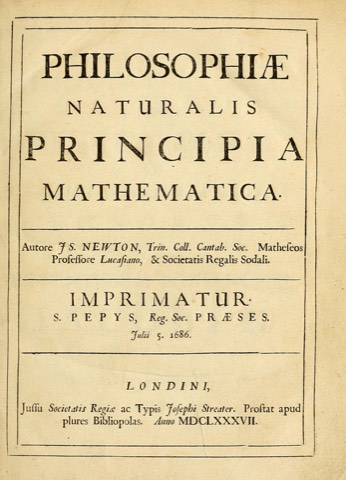 PHILOSOPHIÆ
NATURALIS
PRINCIPIA
MATHEMATICA.
Autore JS. NEWTON, Trin. Coll. Cantab. Soc. Matheseos
Professore Lucasiano, & Societatis Regalis Sodali.
IMPRIMATUR.
S. PEPYS, Reg. Soc. PRÆSES.
Julii 5. 1686.
LONDINI,
Jussu Societatis Regiæ ac Typis Josephi Streater. Prostat apud
plures Bibliopolas. Anno MDCLXXXVII.